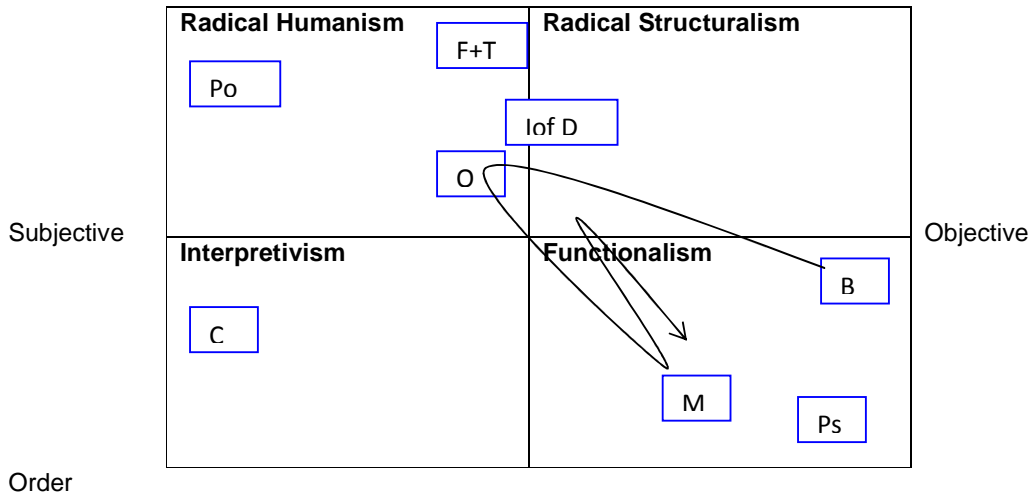 Radical Humanism
Radical Structuralism
F+T
Po
Iof D
O
Subjective
Objective
Interpretivism
Functionalism
B
C
M
Ps
Order